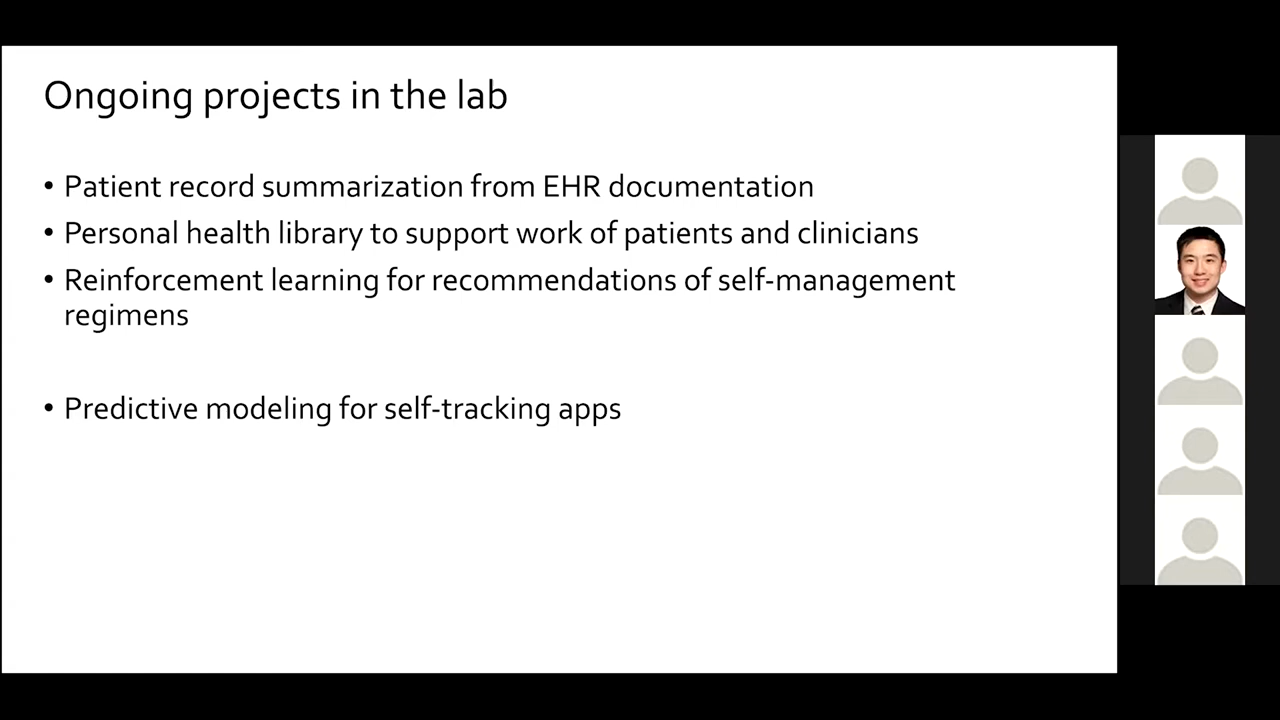 Ongoing projects in the lab
• Patient record summarization from EHR documentation
• Personal health library to support work of patients and clinicians
• Reinforcement learning for recommendations of self-management
regimens
• Predictive modeling for self-tracking apps